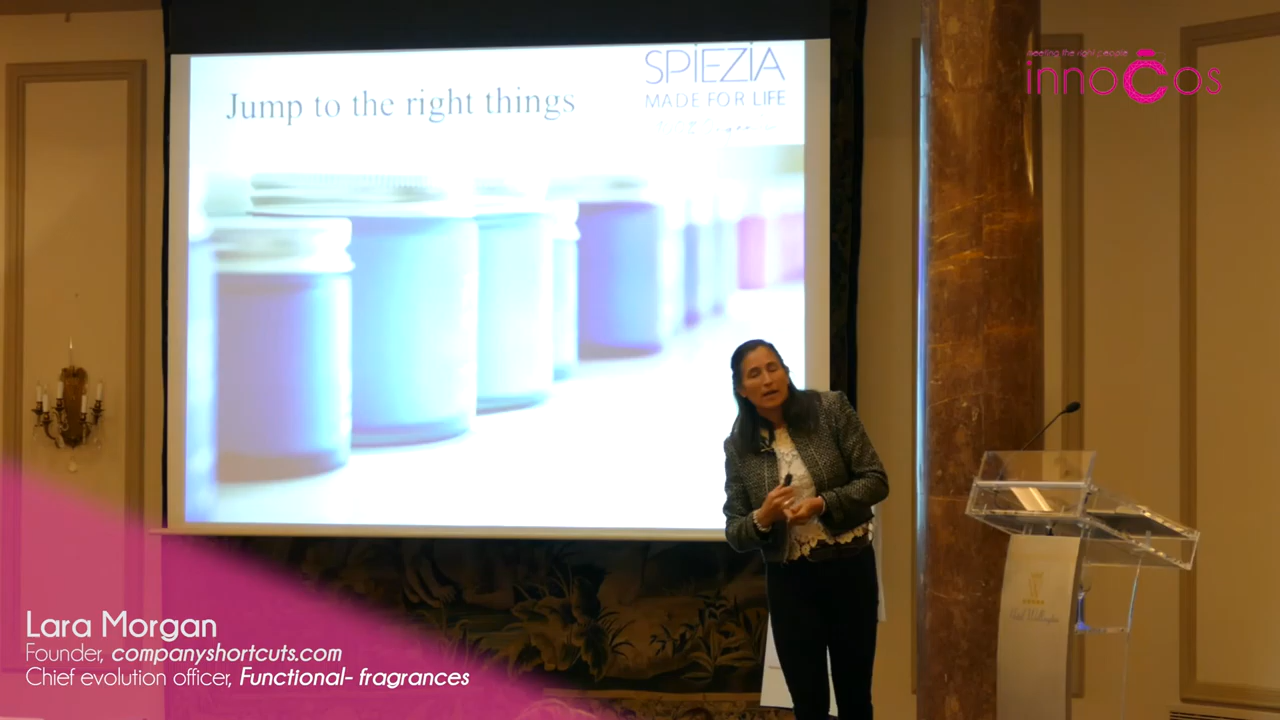 Jump to the right things
SPIEZIA
MADE FOR LIFE
meeting the right people
innoCos
Lara Morgan
Founder, companyshortcuts.com
Chief evolution officer, Functional- fragrances